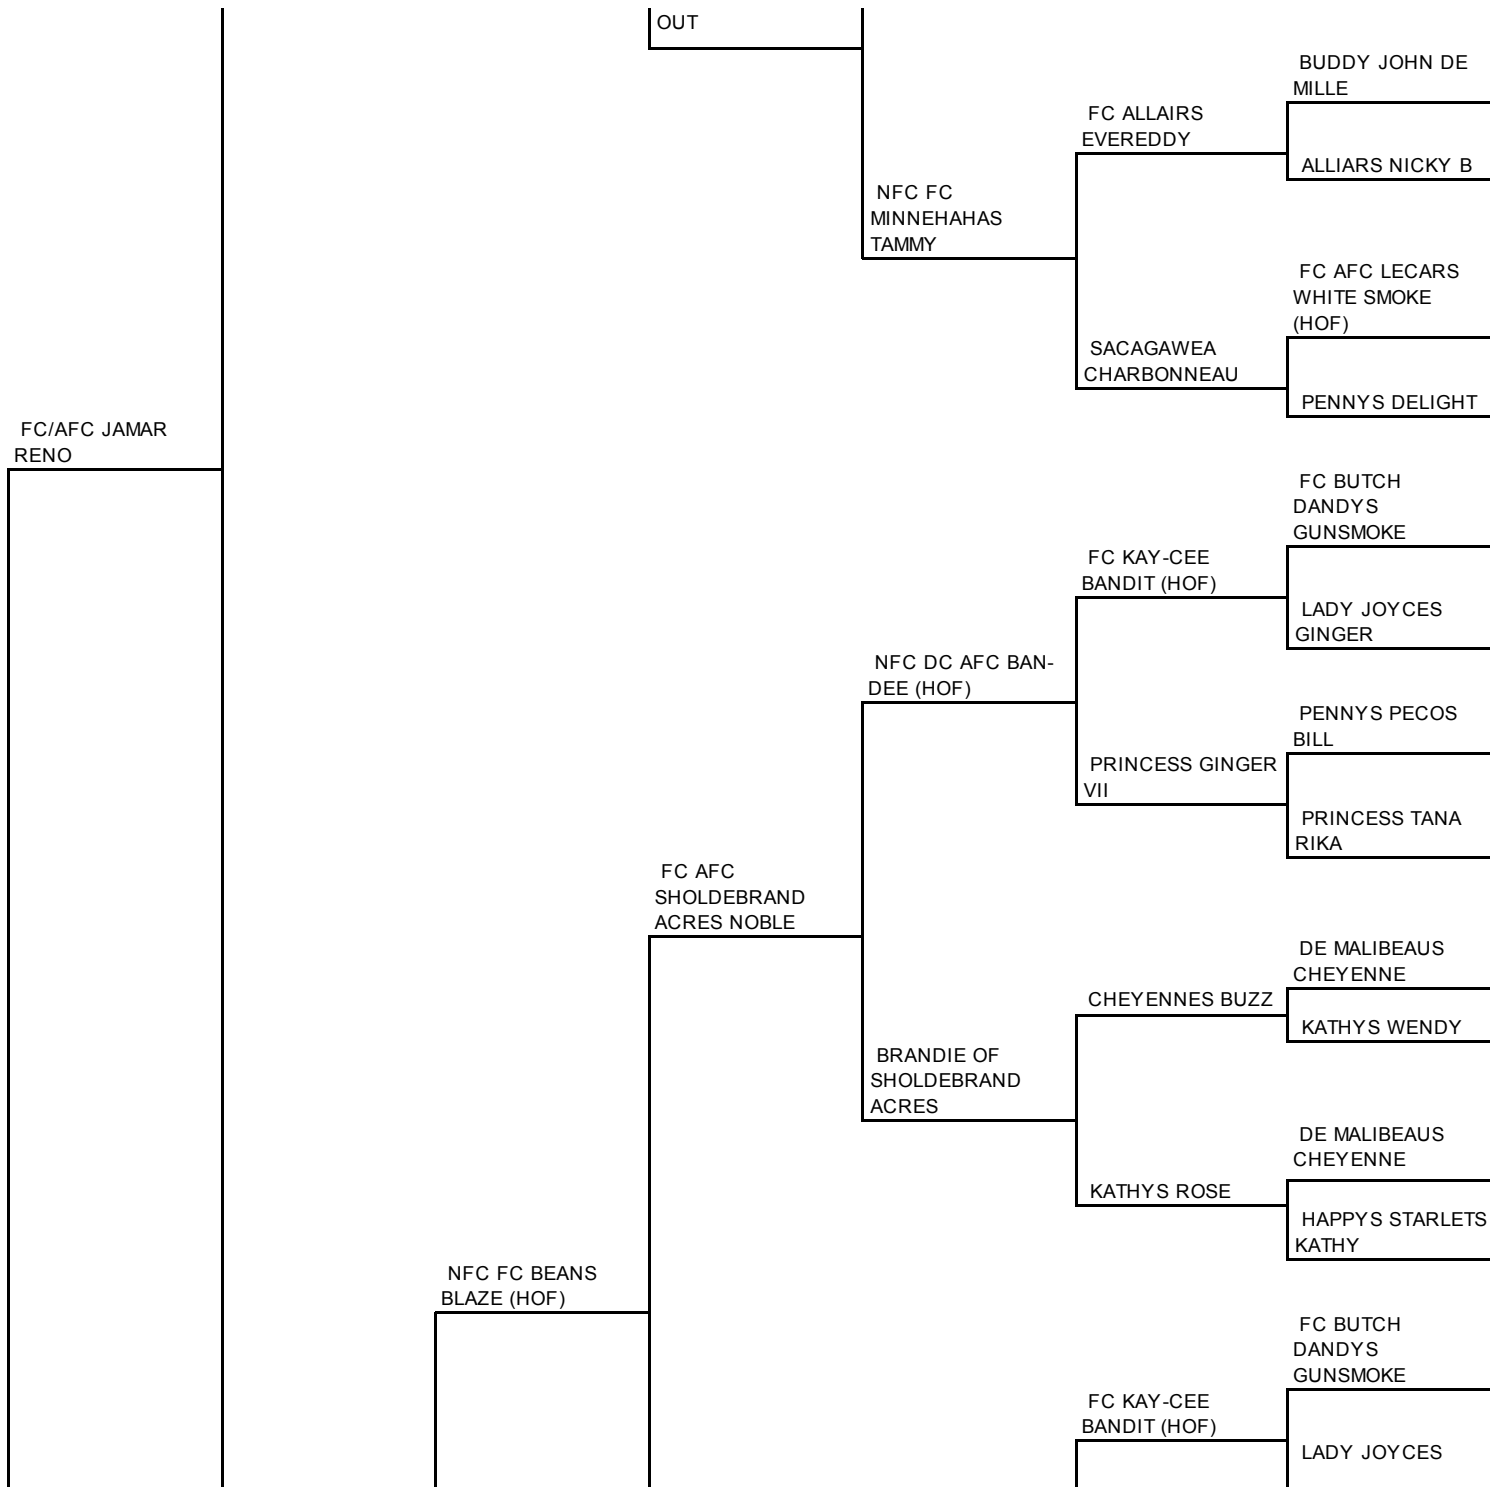 OUT
BUDDY JOHN DE
MILLE
FC ALLAIRS
EVEREDDY
ALLIARS NICKY B
NFC FC
MINNEHAHAS
TAMMY
FC AFC LECARS
WHITE SMOKE
(HOF)
SACAGAWEA
CHARBONNEAU
PENNYS DELIGHT
FC/AFC JAMAR
RENO
FC BUTCH
DANDYS
GUNSMOKE
FC KAY-CEE
BANDIT (HOF)
LADY JOYCES
GINGER
NFC DC AFC BAN-
DEE (HOF)
PENNYS PECOS
BILL
PRINCESS GINGER
VII
PRINCESS TANA
RIKA
FC AFC
SHOLDEBRAND
ACRES NOBLE
DE MALIBEAUS
CHEYENNE
CHEYENNES BUZZ
KATHYS WENDY
BRANDIE OF
SHOLDEBRAND
ACRES
DE MALIBEAUS
CHEYENNE
KATHYS ROSE
HAPPYS STARLETS
KATHY
NFC FC BEANS
BLAZE (HOF)
FC BUTCH
DANDYS
GUNSMOKE
FC KAY-CEE
BANDIT (HOF)
LADY JOYCES